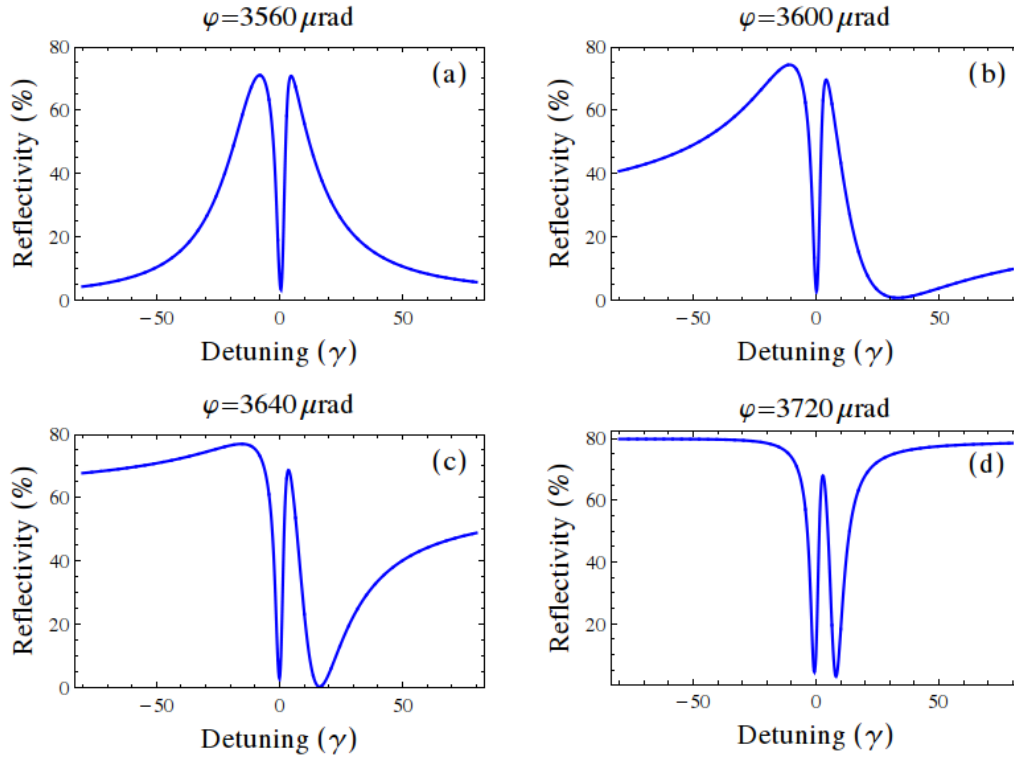 φ=3560 μrad
(a)
Reflectivity (%)
80
60
40
20
0
−50
0
50
Detuning (γ)
φ=3600 μrad
(b)
Reflectivity (%)
80
60
40
20
0
−50
0
50
Detuning (γ)
φ=3640 μrad
(c)
Reflectivity (%)
80
60
40
20
0
−50
0
50
Detuning (γ)
φ=3720 μrad
(d)
Reflectivity (%)
80
60
40
20
−50
0
50
Detuning (γ)